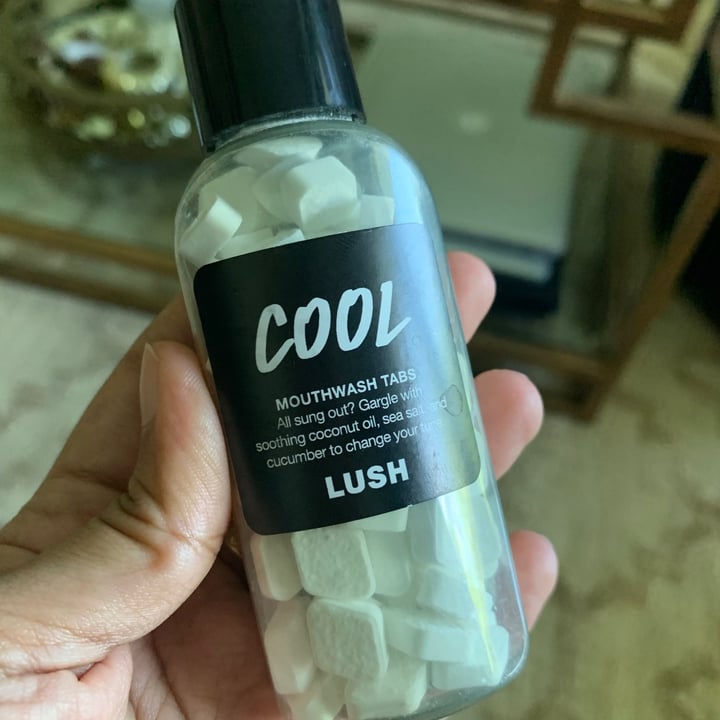 COOL
MOUTHWASH TABS
All sung out? Gargle with
soothing coconut oil, sea salt and
cucumber to change your tune.
LUSH